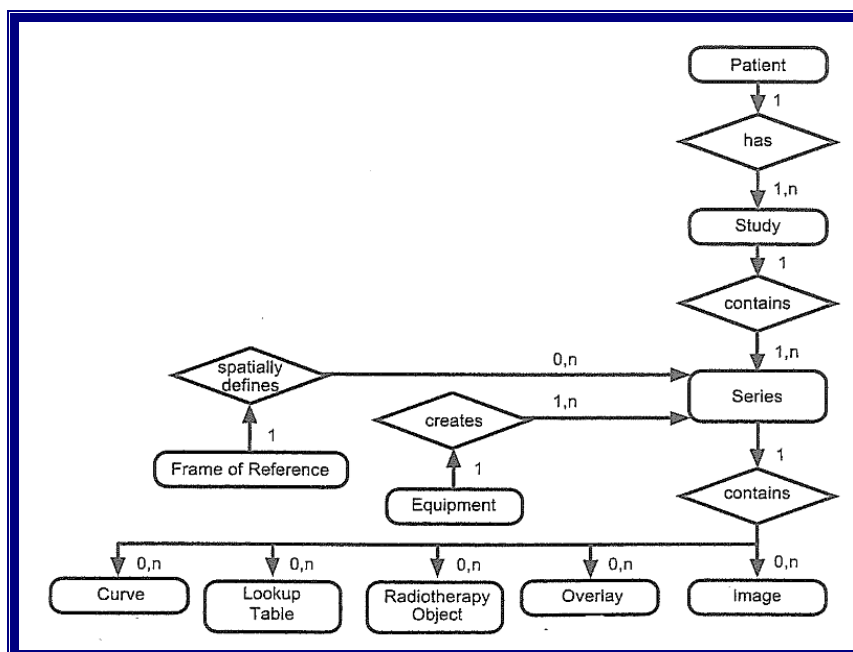 Patient
1
has
1,n
Study
1
contains
1,n
spatially
defines
0,n
Series
creates
1,n
1
1
1
Frame of Reference
Equipment
contains
0,n
0,n
0,n
0,n
0,n
Curve
Lookup
Table
Radiotherapy
Object
Overlay
Image